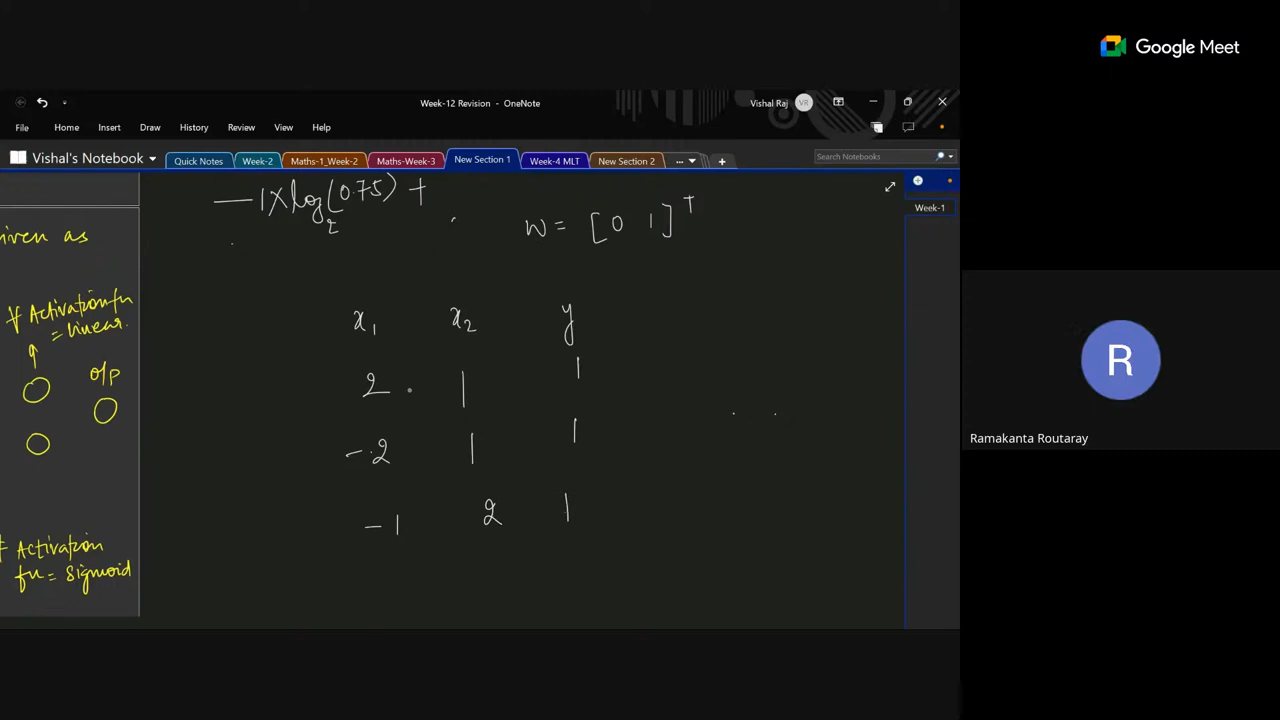 Google Meet
Week-12 Revision - OneNote
Vishal Raj VR
File Home Insert Draw History Review View Help
Vishal's Notebook Quick Notes Week-2 Maths-1_Week-2 Maths-Week-3 New Section 1 Week-4 MLT New Section 2 ... Search Notebooks
Week-1
-1×log₂(0.75) +
w = [0 1]ᵀ
iven as
Activation fn
= linear.
o/p
x₁ x₂ y
2 1 1
-2 1 1
-1 2 1
Activation
fn = Sigmoid
R
Ramakanta Routaray